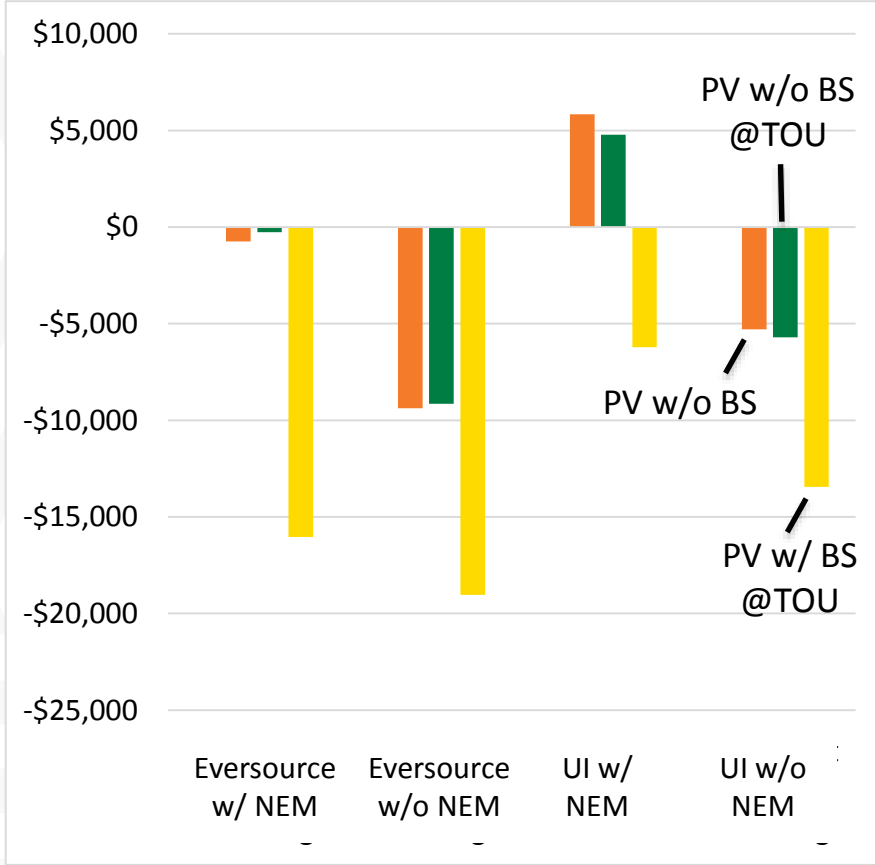 $10,000
$5,000
$0
-$5,000
-$10,000
-$15,000
-$20,000
-$25,000
PV w/o BS
@TOU
PV w/o BS
PV w/ BS
@TOU
Eversource
w/ NEM
Eversource
w/o NEM
UI w/
NEM
UI w/o
NEM